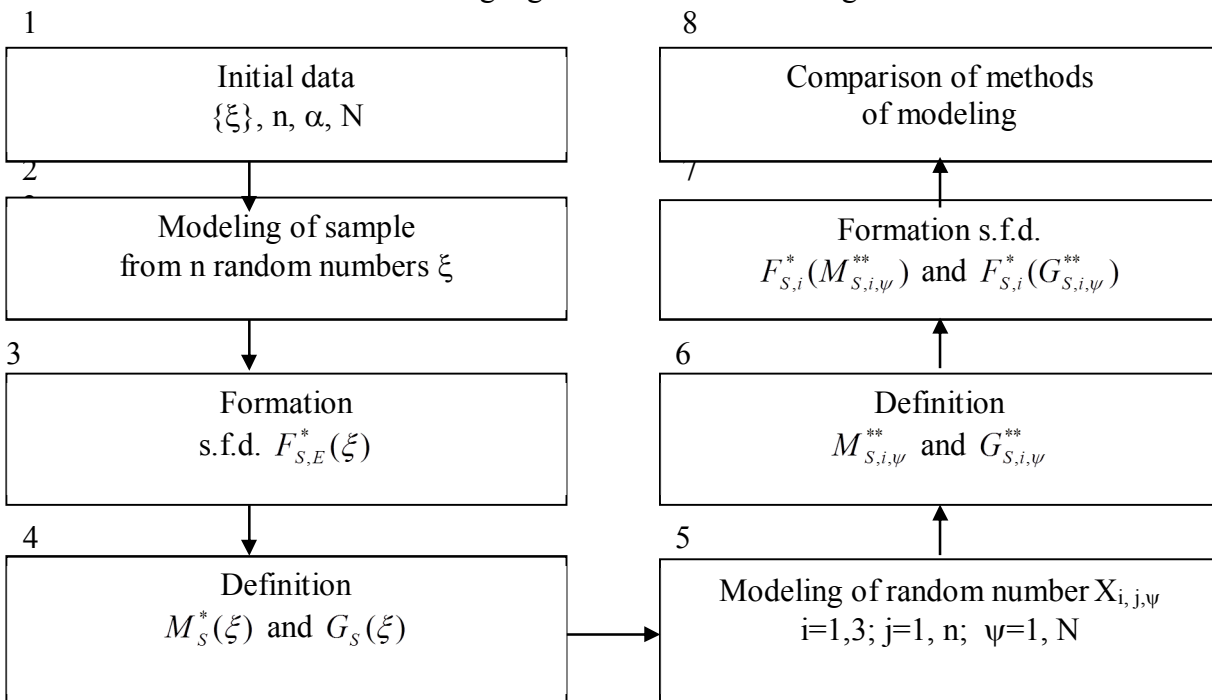 1
Initial data
{ξ}, n, α, N
2
Modeling of sample
from n random numbers ξ
3
Formation
s.f.d. F*S,E(ξ)
4
Definition
M*S(ξ) and GS(ξ)
5
Modeling of random number Xi, j,ψ
i=1,3; j=1, n; ψ=1, N
6
Definition
M**S,i,ψ and G**S,i,ψ
7
Formation s.f.d.
F*S,i(M**S,i,ψ) and F*S,i(G**S,i,ψ)
8
Comparison of methods
of modeling